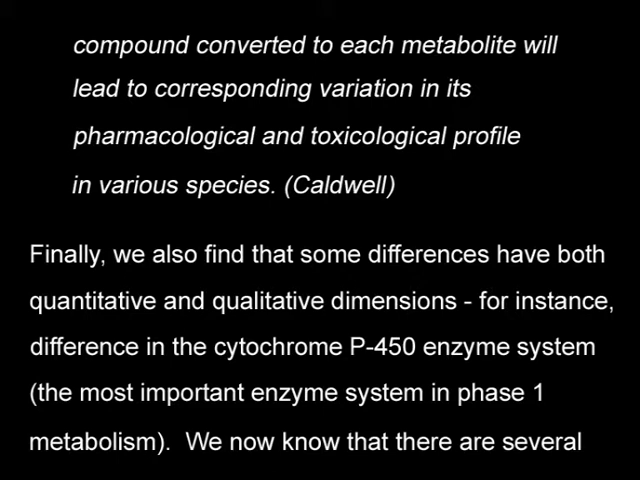 compound converted to each metabolite will
lead to corresponding variation in its
pharmacological and toxicological profile
in various species. (Caldwell)
Finally, we also find that some differences have both
quantitative and qualitative dimensions - for instance,
difference in the cytochrome P-450 enzyme system
(the most important enzyme system in phase 1
metabolism).  We now know that there are several